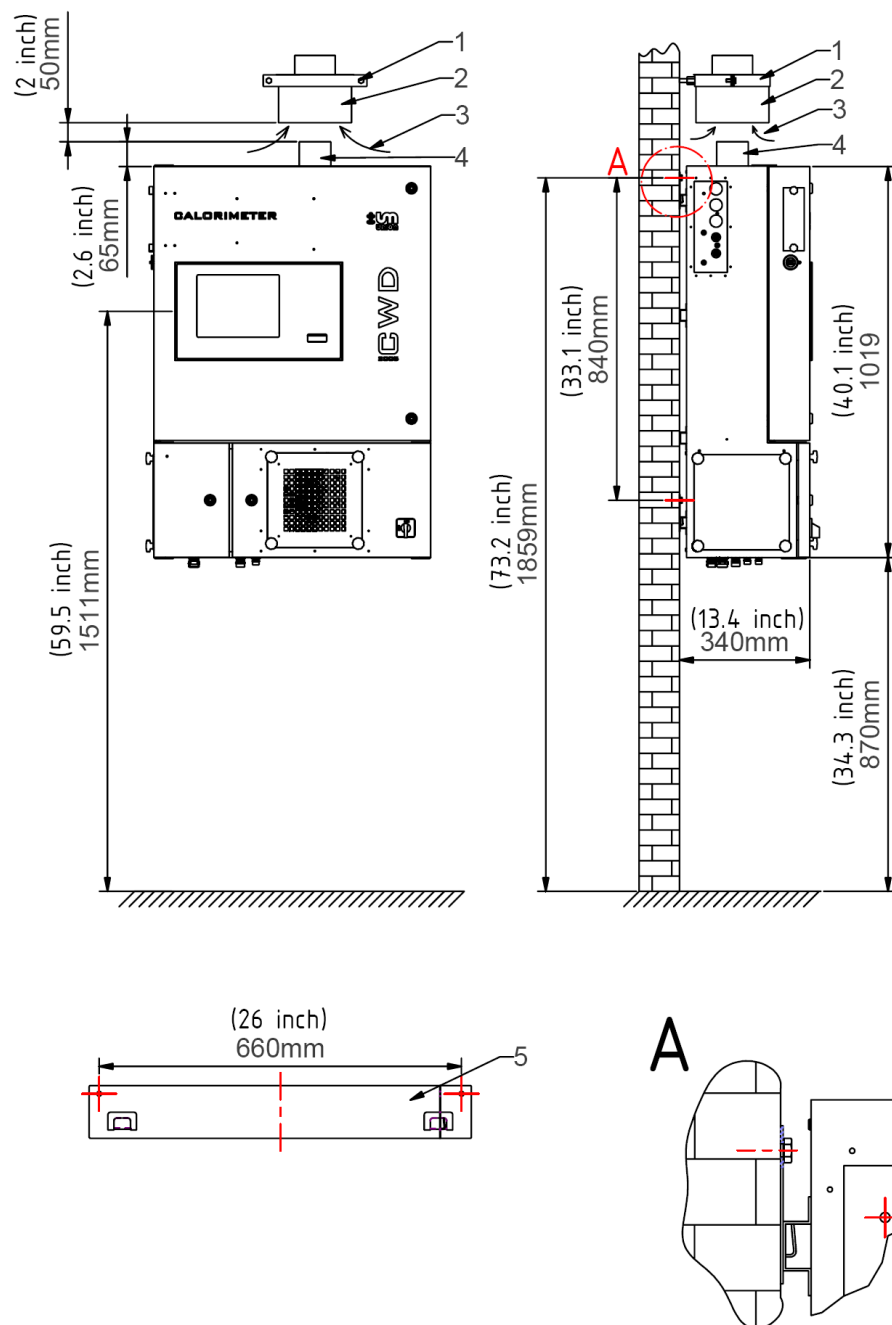 (2 inch)
50mm
1
2
3
4
(2.6 inch)
65mm
CALORIMETER
CWD
(59.5 inch)
1511mm
1
2
3
4
A
(33.1 inch)
840mm
(40.1 inch)
1019
(73.2 inch)
1859mm
(13.4 inch)
340mm
(34.3 inch)
870mm
(26 inch)
660mm
5
A